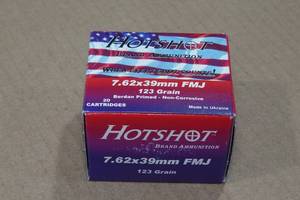 HOTSHOT
BRAND AMMUNITION
7.62x39mm FMJ
123 Grain
Berdan Primed - Non-Corrosive
20
CARTRIDGES
Made in Ukraine
HOTSHOT
BRAND AMMUNITION
7.62x39mm FMJ
123 Grain